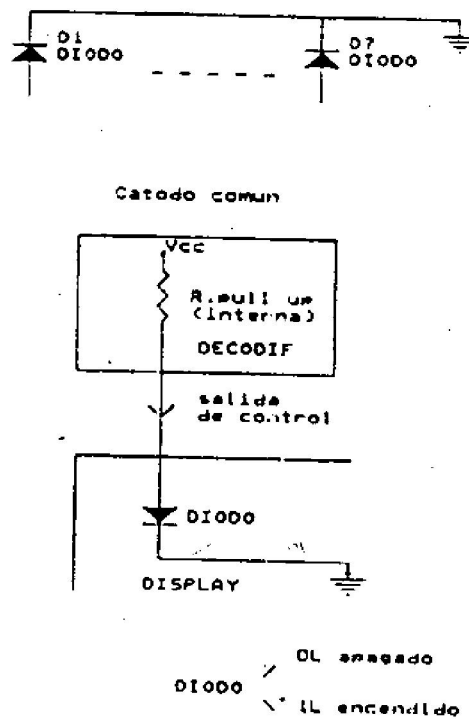 D1
DIODO
D7
DIODO
Catodo comun
Vcc
R.pull up
(interna)
DECODIF
salida
de control
DIODO
DISPLAY
0L apagado
DIODO
1L encendido